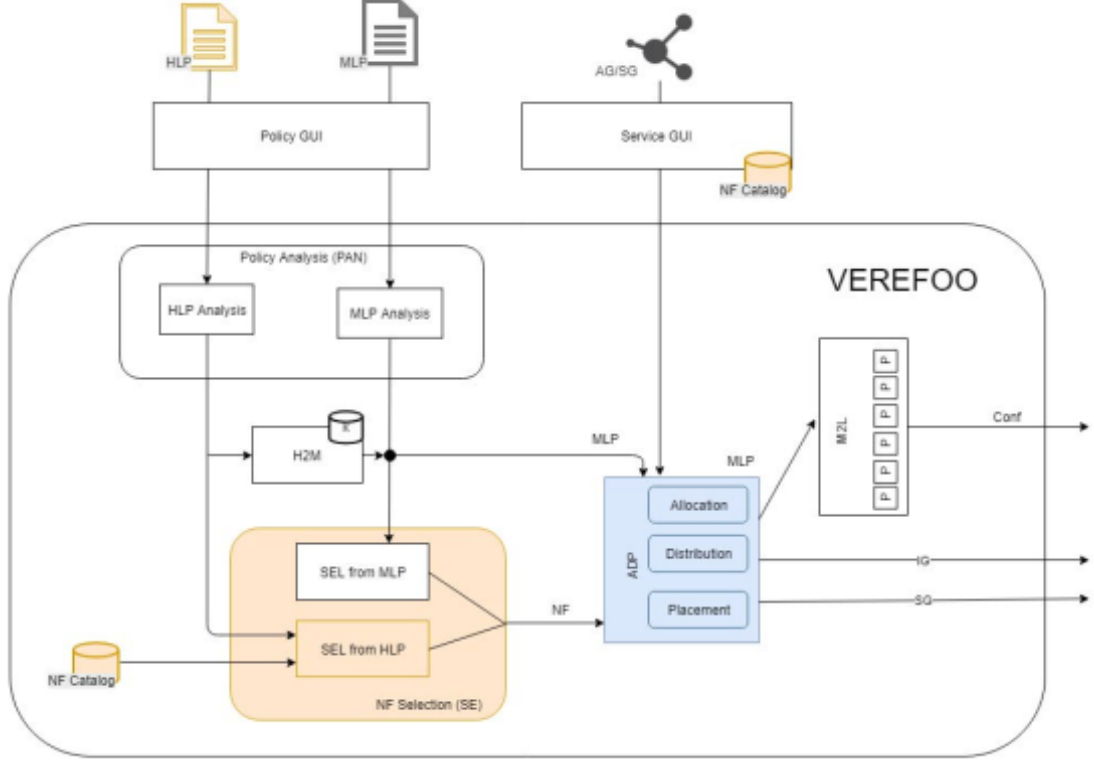 HLP
MLP
AG/SG
Policy GUI
Service GUI
NF Catalog
Policy Analysis (PAN)
VEREFOO
HLP Analysis
MLP Analysis
P
P
P
P
P
P
M2L
Conf
K
H2M
MLP
MLP
Allocation
Distribution
Placement
ADP
IG
SG
SEL from MLP
NF
SEL from HLP
NF Catalog
NF Selection (SE)